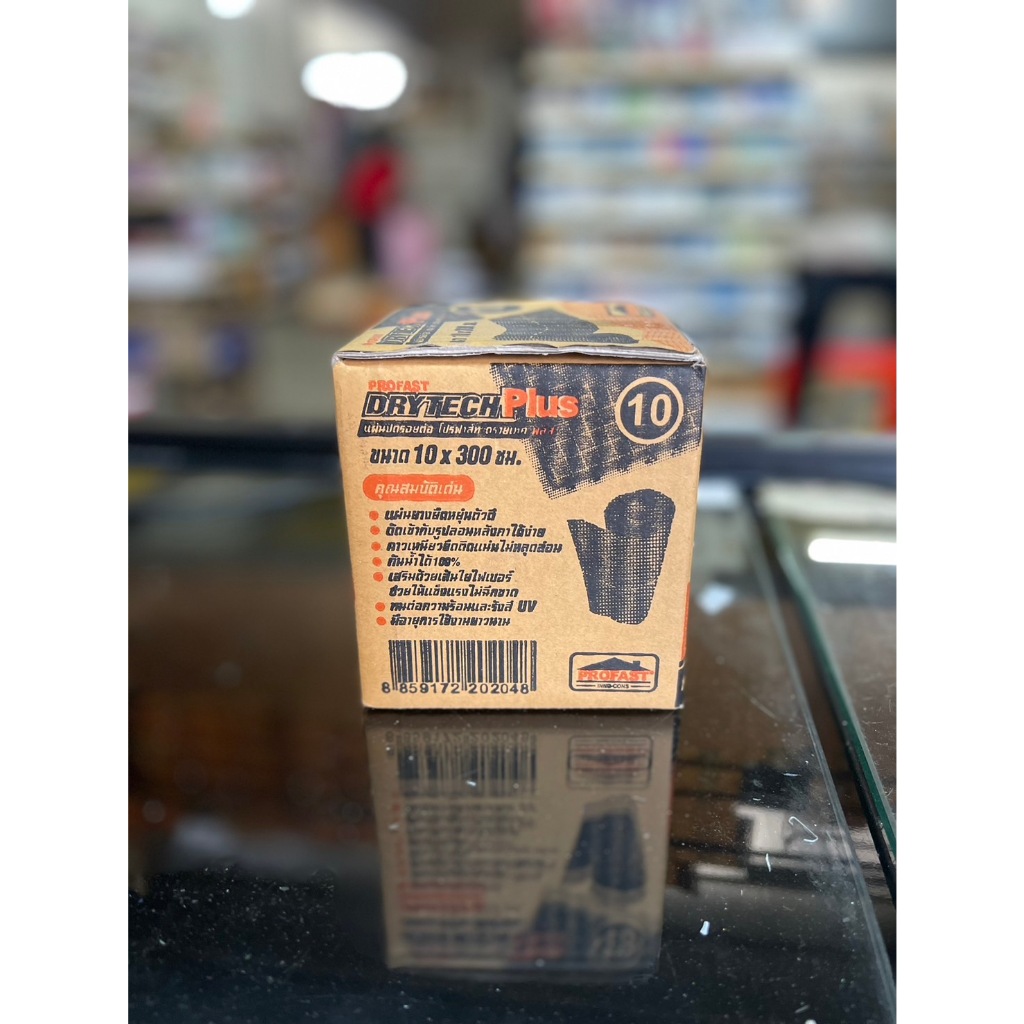 PROFAST
DRYTECH Plus
10
แผ่นปิดรอยต่อ โปรฟาส์ท ดรายเทค พลัส
ขนาด 10 x 300 ซม.
คุณสมบัติเด่น
แผ่นยางยืดหยุ่นตัวดี
ดัดเข้ากับรูปลอนหลังคาได้ง่าย
กาวเหนียวยึดติดแน่นไม่หลุดล่อน
กันน้ำได้ 100%
เสริมด้วยเส้นใยไฟเบอร์
ช่วยให้แข็งแรงไม่ฉีกขาด
ทนต่อความร้อนและรังสี UV
มีอายุการใช้งานยาวนาน
8 859172 202048
PROFAST
INNO-CONS